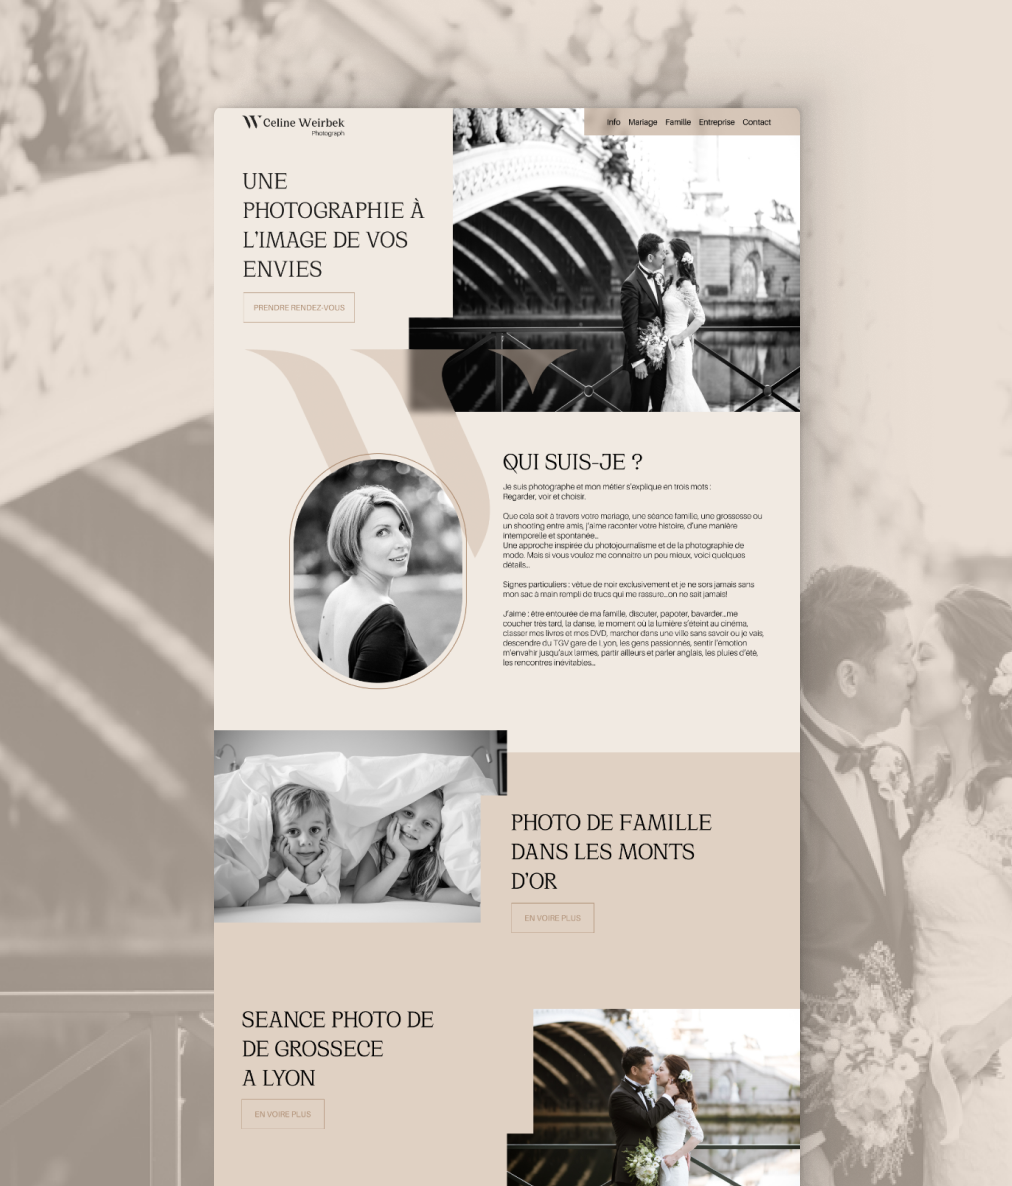 W Celine Weirbek
Photograph
Info Mariage Famille Entreprise Contact
UNE
PHOTOGRAPHIE À
L'IMAGE DE VOS
ENVIES
PRENDRE RENDEZ-VOUS
W
QUI SUIS-JE ?
Je suis photographe et mon métier s'explique en trois mots :
Regarder, voir et choisir.
Que cela soit à travers votre mariage, une séance famille, une grossesse ou
un shooting entre amis, j'aime raconter votre histoire, d'une manière
intemporelle et spontanée...
Une approche inspirée du photojournalisme et de la photographie de
mode. Mais si vous voulez me connaitre un peu mieux, voici quelques
détails...
Signes particuliers : vêtue de noir exclusivement et je ne sors jamais sans
mon sac à main rempli de trucs qui me rassure...on ne sait jamais!
J'aime : être entourée de ma famille, discuter, papoter, bavarder...me
coucher très tard, la danse, le moment où la lumière s'éteint au cinéma,
classer mes livres et mes DVD, marcher dans une ville sans savoir ou je vais,
descendre du TGV gare de Lyon, les gens passionnés, sentir l'émotion
m'envahir jusqu'aux larmes, partir ailleurs et parler anglais, les pluies d'été,
les rencontres inévitables...
PHOTO DE FAMILLE
DANS LES MONTS
D'OR
EN VOIRE PLUS
SEANCE PHOTO DE
DE GROSSECE
A LYON
EN VOIRE PLUS